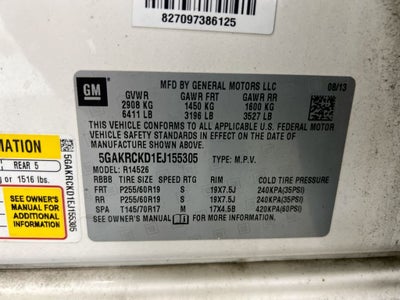 827097386125
GM
MFD BY GENERAL MOTORS LLC 08/13
GVWR GAWR FRT GAWR RR
2908 KG 1450 KG 1600 KG
6411 LB 3196 LB 3527 LB
THIS VEHICLE CONFORMS TO ALL APPLICABLE U.S. FEDERAL MOTOR
VEHICLE SAFETY STANDARDS IN EFFECT ON THE DATE OF
MANUFACTURE SHOWN ABOVE.
5GAKRCKD1EJ155305 TYPE: M.P.V.
MODEL: R14526
RBBB TIRE SIZE SPEED RTG RIM COLD TIRE PRESSURE
FRT P255/60R19 S 19X7.5J 240KPA(35PSI)
RR P255/60R19 S 19X7.5J 240KPA(35PSI)
SPA T145/70R17 M 17X4.5B 420KPA(60PSI)
SEE OWNER'S MANUAL FOR MORE INFORMATION.
MATION
REAR 5
kg or 1516 lbs.
SEE OWNER'S
MANUAL FOR
ADDITIONAL
INFORMATION
5GAKRCKD1EJ155305